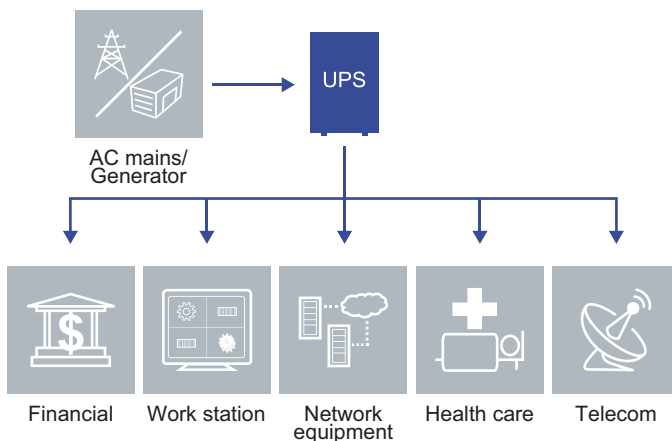 UPS
AC mains/
Generator
$
Financial
Work station
Network
equipment
Health care
Telecom